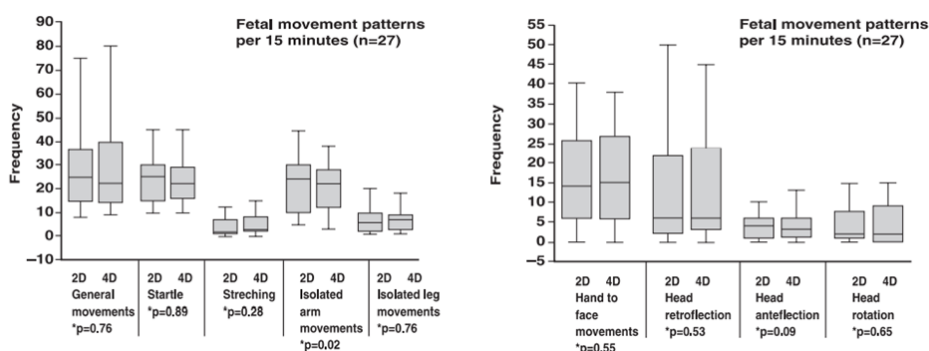 Fetal movement patterns
per 15 minutes (n=27)
Frequency
90
80
70
60
50
40
30
20
10
0
–10
2D 4D 2D 4D 2D 4D 2D 4D 2D 4D
General
movements
*p=0.76
Startle
*p=0.89
Streching
*p=0.28
Isolated
arm
movements
*p=0.02
Isolated leg
movements
*p=0.76
Fetal movement patterns
per 15 minutes (n=27)
Frequency
55
50
45
40
35
30
25
20
15
10
5
0
–5
2D 4D 2D 4D 2D 4D 2D 4D
Hand to
face
movements
*p=0.55
Head
retroflection
*p=0.53
Head
anteflection
*p=0.09
Head
rotation
*p=0.65